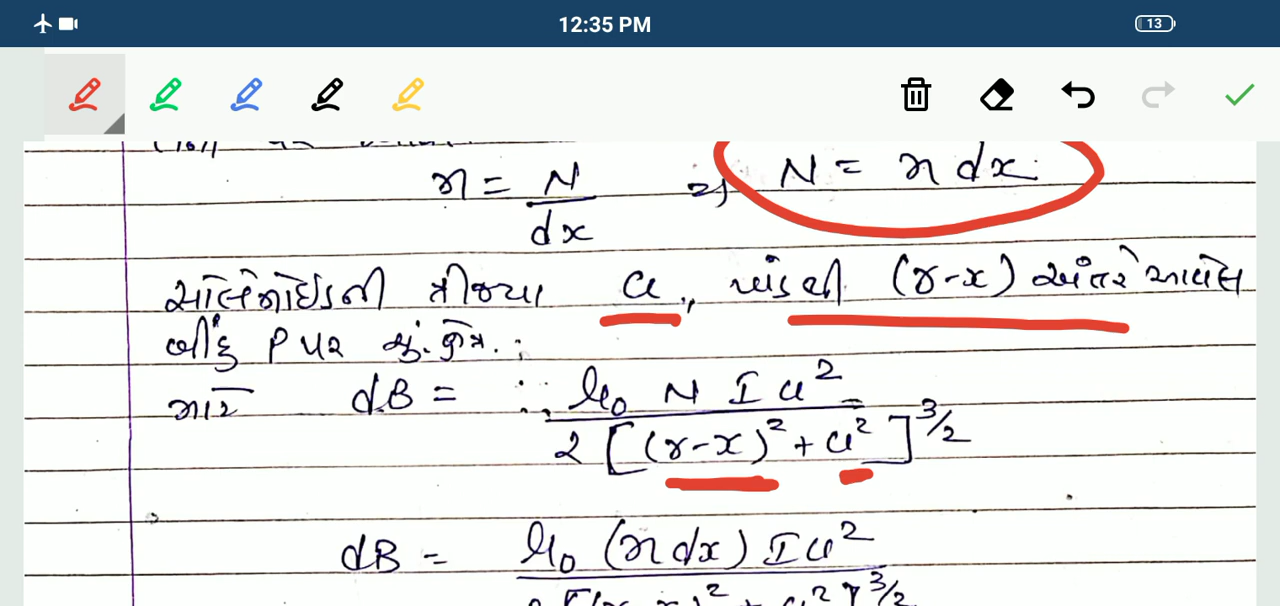 12:35 PM
13
n = N/dx ⇒ N = n dx
સોલેનોઇડની ત્રીજ્યા a, ખંડથી (r-x) અંતરે આવેલ
બીંદુ P પર ચું. ક્ષેત્ર. :
dB = ∴ μ₀ N I a² / 2 [(r-x)² + a²]^3/2
dB = μ₀ (n dx) I a²